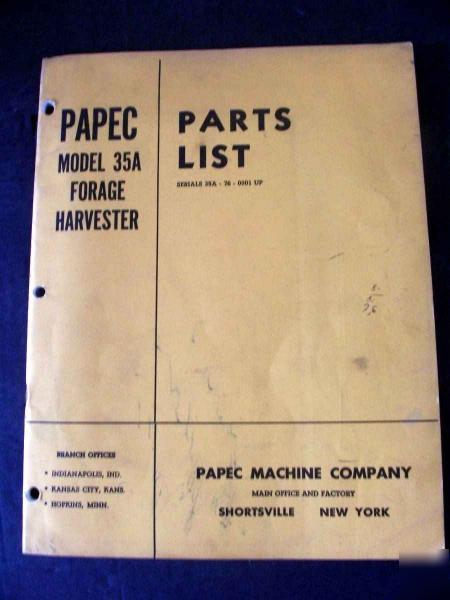 PAPEC
MODEL 35A
FORAGE
HARVESTER
PARTS
LIST
SERIALS 35A - 76 - 0001 UP
BRANCH OFFICES
• INDIANAPOLIS, IND.
• KANSAS CITY, KANS.
• HOPKINS, MINN.
PAPEC MACHINE COMPANY
MAIN OFFICE AND FACTORY
SHORTSVILLE NEW YORK